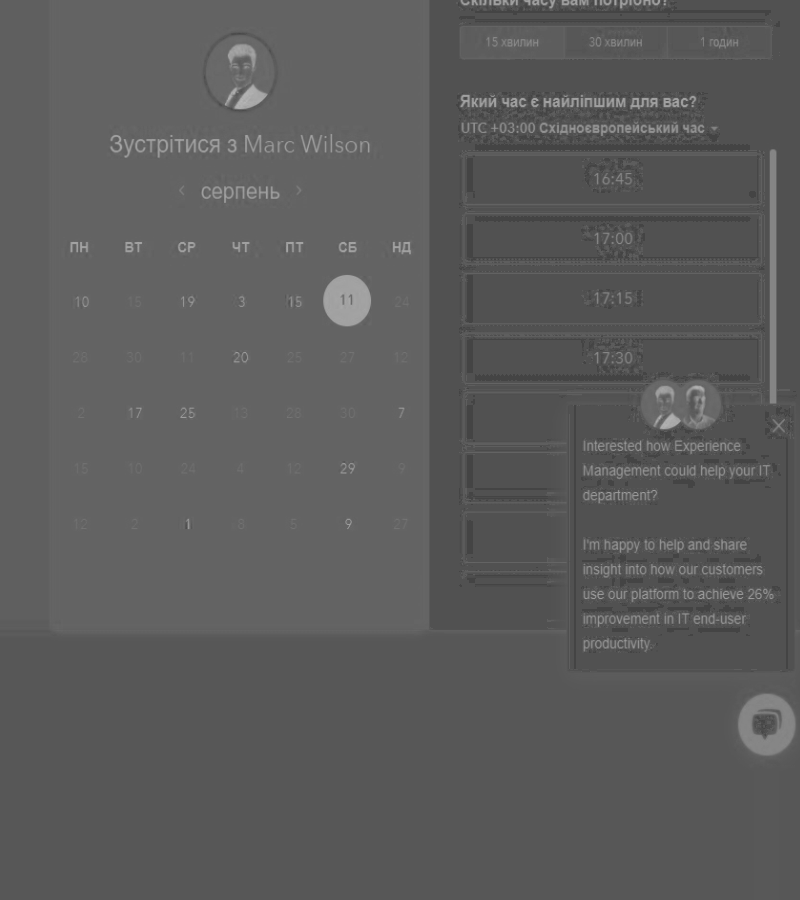 Зустрітися з Marc Wilson
‹ серпень ›
ПН ВТ СР ЧТ ПТ СБ НД
10 15 19 3 15 11 24
28 30 11 20 25 27 12
2 17 25 13 28 30 7
15 10 24 4 12 29 9
12 2 1 8 5 9 27
Скільки часу вам потрібно?
15 хвилин 30 хвилин 1 годин
Який час є найліпшим для вас?
UTC +03:00 Східноєвропейський час
16:45
17:00
17:15
17:30
Interested how Experience
Management could help your IT
department?
I'm happy to help and share
insight into how our customers
use our platform to achieve 26%
improvement in IT end-user
productivity.